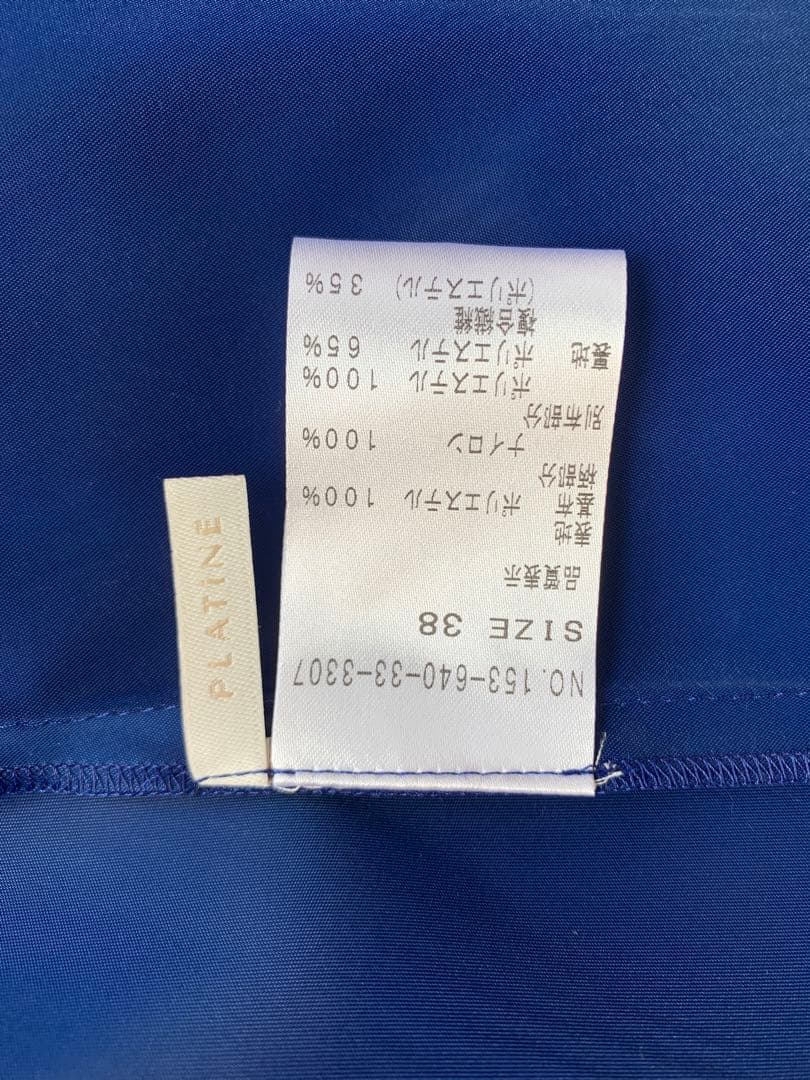 NO.153-640-33-3307
SIZE 38
品質表示
表地
基布 ポリエステル 100%
柄部分
ナイロン 100%
別布部分
ポリエステル 100%
裏地 ポリエステル 65%
複合繊維
(ポリエステル) 35%
PLATiNE